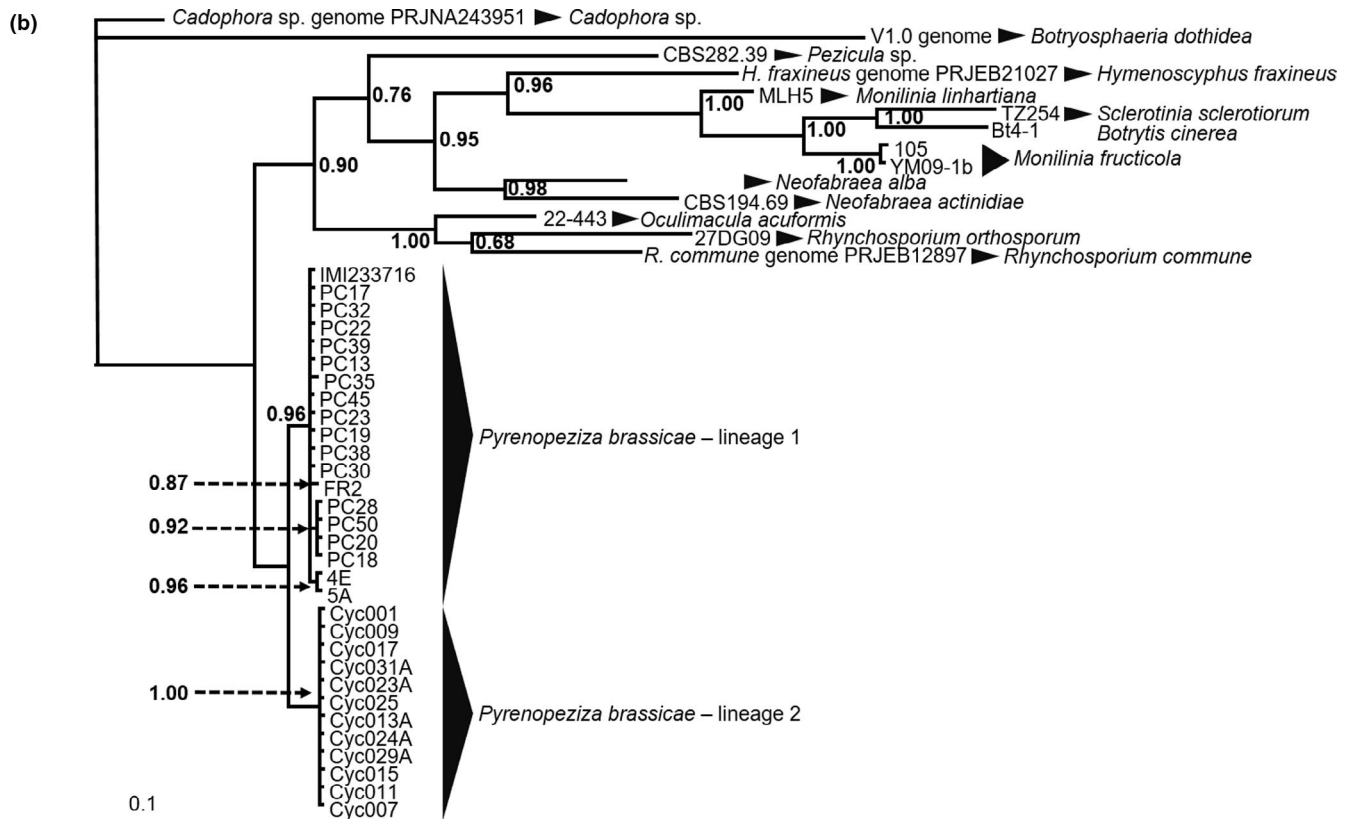 (b)
Cadophora sp. genome PRJNA243951 Cadophora sp.
V1.0 genome Botryosphaeria dothidea
CBS282.39 Pezicula sp.
H. fraxineus genome PRJEB21027 Hymenoscyphus fraxineus
0.76
0.96
MLH5 Monilinia linhartiana
1.00
TZ254 Sclerotinia sclerotiorum
1.00
Bt4-1 Botrytis cinerea
1.00
0.95
105
Monilinia fructicola
0.90
1.00 YM09-1b
Neofabraea alba
0.98
CBS194.69 Neofabraea actinidiae
22-443 Oculimacula acuformis
1.00
0.68
27DG09 Rhynchosporium orthosporum
R. commune genome PRJEB12897 Rhynchosporium commune
IMI233716
PC17
PC32
PC22
PC39
PC13
PC35
PC45
0.96
PC23
PC19
Pyrenopeziza brassicae – lineage 1
PC38
PC30
0.87
FR2
PC28
0.92
PC50
PC20
PC18
4E
0.96
5A
Cyc001
Cyc009
Cyc017
Cyc031A
Cyc023A
1.00
Cyc025
Cyc013A
Pyrenopeziza brassicae – lineage 2
Cyc024A
Cyc029A
Cyc015
Cyc011
0.1
Cyc007